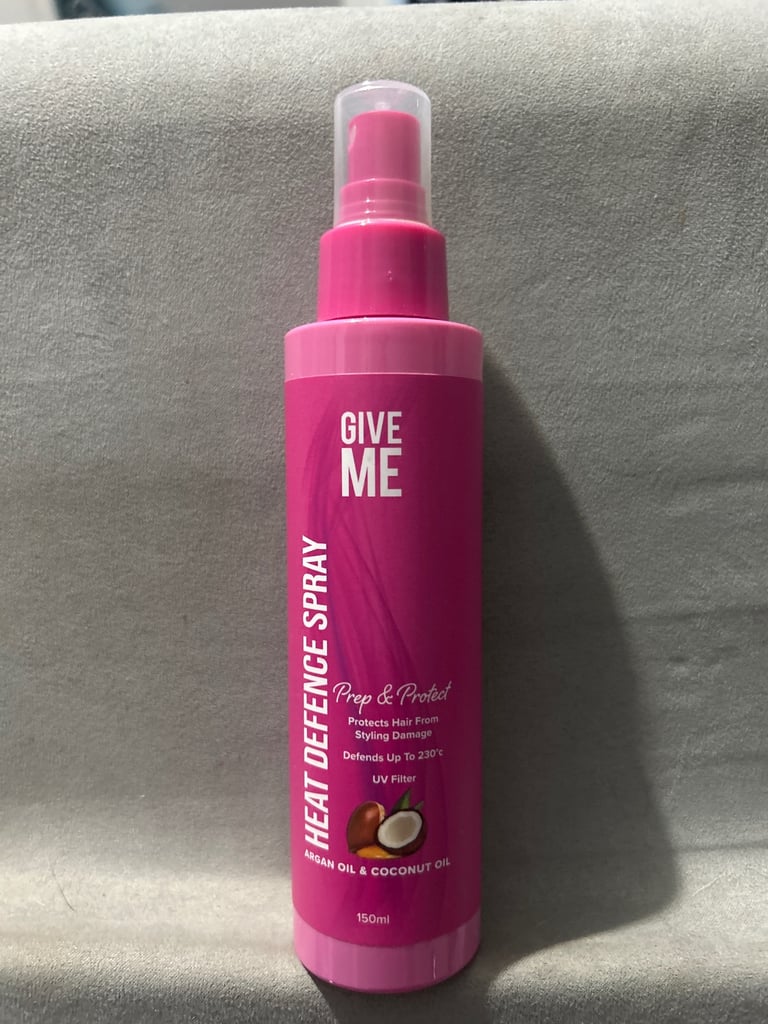 GIVE
ME
HEAT DEFENCE SPRAY
Prep & Protect
Protects Hair From
Styling Damage
Defends Up To 230°c
UV Filter
ARGAN OIL & COCONUT OIL
150ml